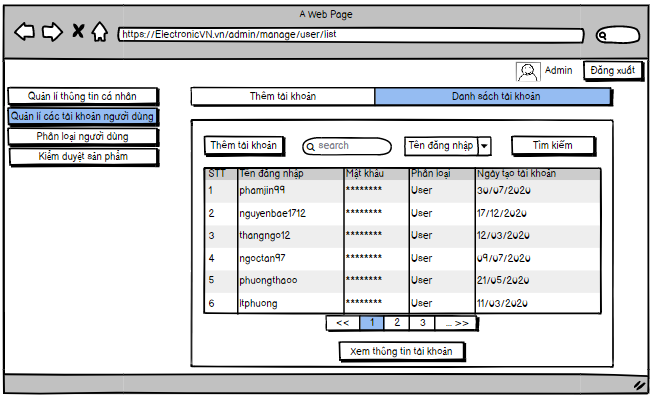 A Web Page
https://ElectronicVN.vn/admin/manage/user/list
Admin Đăng xuất
Quản lí thông tin cá nhân
Quản lí các tài khoản người dùng
Phân loại người dùng
Kiểm duyệt sản phẩm
Thêm tài khoản Danh sách tài khoản
Thêm tài khoản search Tên đăng nhập Tìm kiếm
STT Tên đăng nhập Mật khẩu Phân loại Ngày tạo tài khoản
1 phamjin99 ******** User 30/07/2020
2 nguyenbae1712 ******** User 17/12/2020
3 thangngo12 ******** User 12/03/2020
4 ngoctan97 ******** User 09/07/2020
5 phuongthaoo ******** User 21/05/2020
6 ltphuong ******** User 11/03/2020
<< 1 2 3 ... >>
Xem thông tin tài khoản